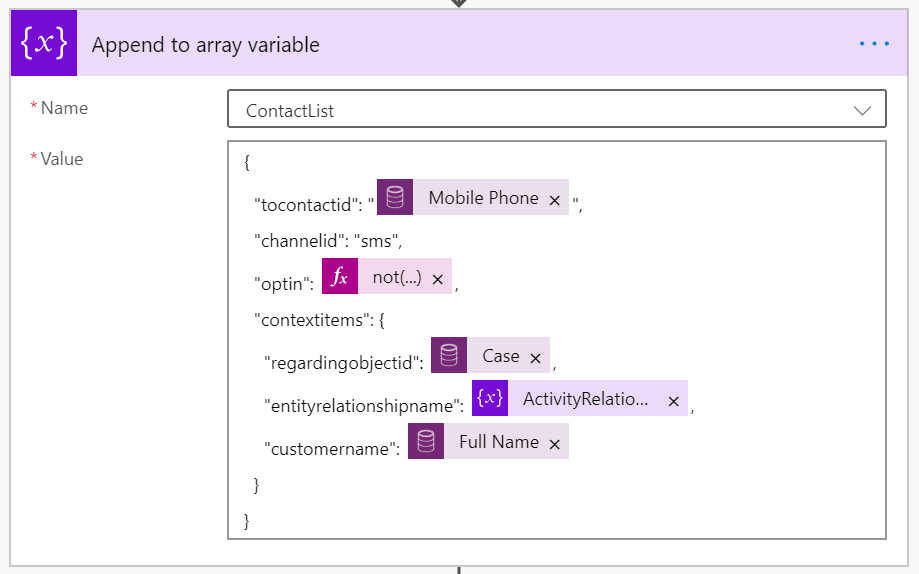 {x} Append to array variable ...
* Name ContactList
* Value {
"tocontactid": " Mobile Phone × ",
"channelid": "sms",
"optin": fx not(...) × ,
"contextitems": {
"regardingobjectid": Case × ,
"entityrelationshipname": {x} ActivityRelatio... × ,
"customername": Full Name ×
}
}